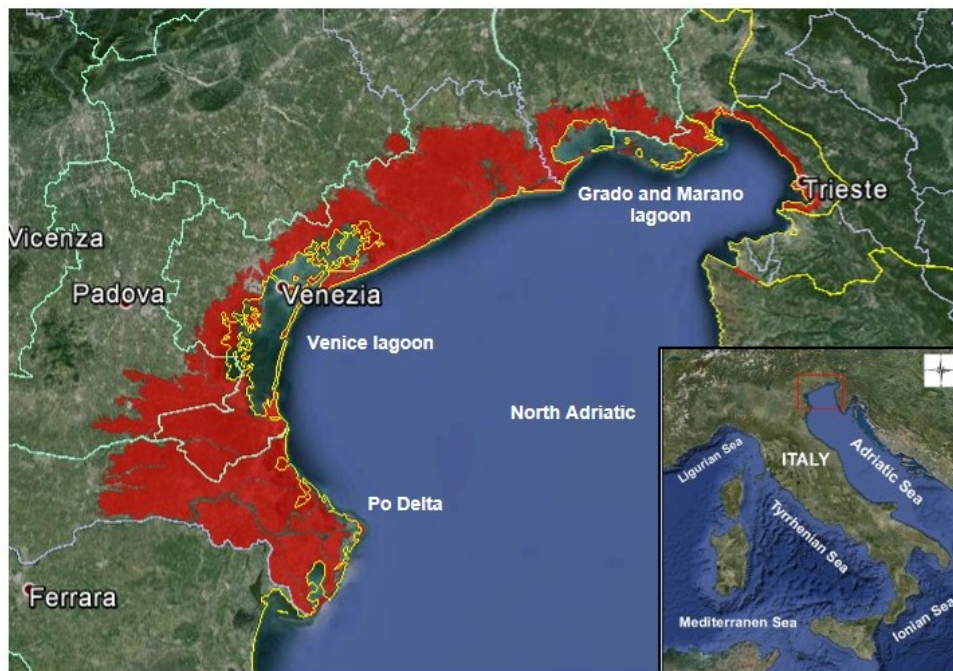 Trieste
Grado and Marano
lagoon
Vicenza
Padova
Venezia
Venice lagoon
North Adriatic
Po Delta
Ferrara
ITALY
Ligurian Sea
Adriatic Sea
Tyrrhenian Sea
Mediterranen Sea
Ionian Sea